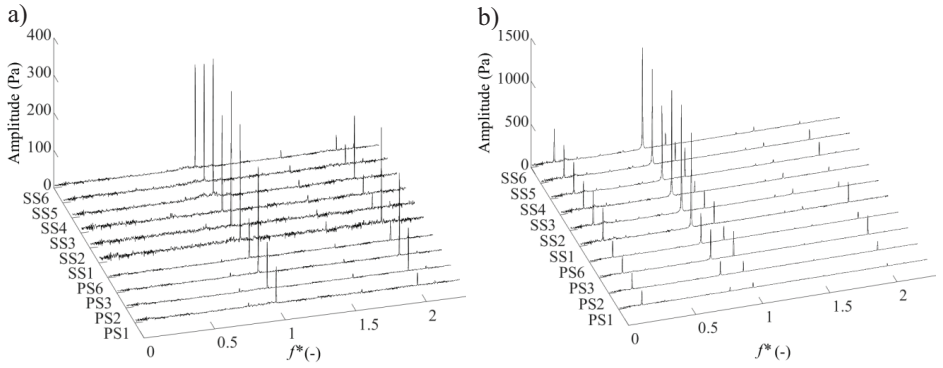 a)
400
300
200
100
0
Amplitude (Pa)
SS6
SS5
SS4
SS3
SS2
SS1
PS6
PS3
PS2
PS1
0
0.5
1
1.5
2
f*(-)
b)
1500
1000
500
0
Amplitude (Pa)
SS6
SS5
SS4
SS3
SS2
SS1
PS6
PS3
PS2
PS1
0
0.5
1
1.5
2
f*(-)